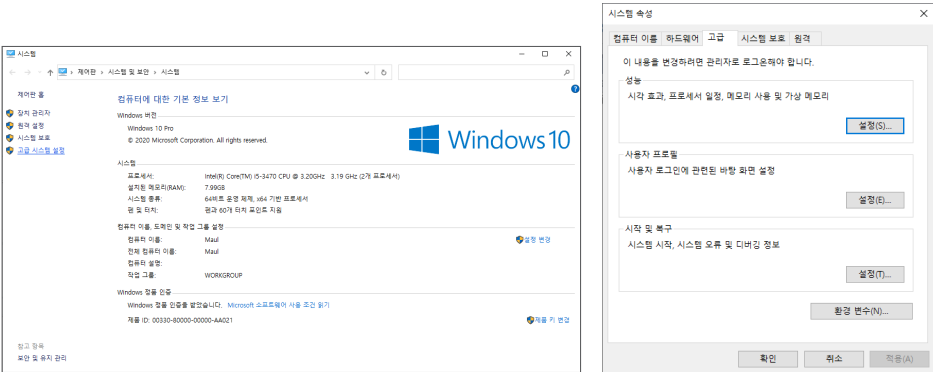 시스템
제어판 > 시스템 및 보안 > 시스템
제어판 홈
장치 관리자
원격 설정
시스템 보호
고급 시스템 설정
참고 항목
보안 및 유지 관리
컴퓨터에 대한 기본 정보 보기
Windows 버전
Windows 10 Pro
© 2020 Microsoft Corporation. All rights reserved.
Windows 10
시스템
프로세서: Intel(R) Core(TM) i5-3470 CPU @ 3.20GHz 3.19 GHz (2개 프로세서)
설치된 메모리(RAM): 7.99GB
시스템 종류: 64비트 운영 체제, x64 기반 프로세서
펜 및 터치: 펜과 60개 터치 포인트 지원
컴퓨터 이름, 도메인 및 작업 그룹 설정
컴퓨터 이름: Maul 설정 변경
전체 컴퓨터 이름: Maul
컴퓨터 설명:
작업 그룹: WORKGROUP
Windows 정품 인증
Windows 정품 인증을 받았습니다. Microsoft 소프트웨어 사용 조건 읽기
제품 ID: 00330-80000-00000-AA021 제품 키 변경
시스템 속성
컴퓨터 이름 하드웨어 고급 시스템 보호 원격
이 내용을 변경하려면 관리자로 로그온해야 합니다.
성능
시각 효과, 프로세서 일정, 메모리 사용 및 가상 메모리
설정(S)...
사용자 프로필
사용자 로그인에 관련된 바탕 화면 설정
설정(E)...
시작 및 복구
시스템 시작, 시스템 오류 및 디버깅 정보
설정(T)...
환경 변수(N)...
확인 취소 적용(A)